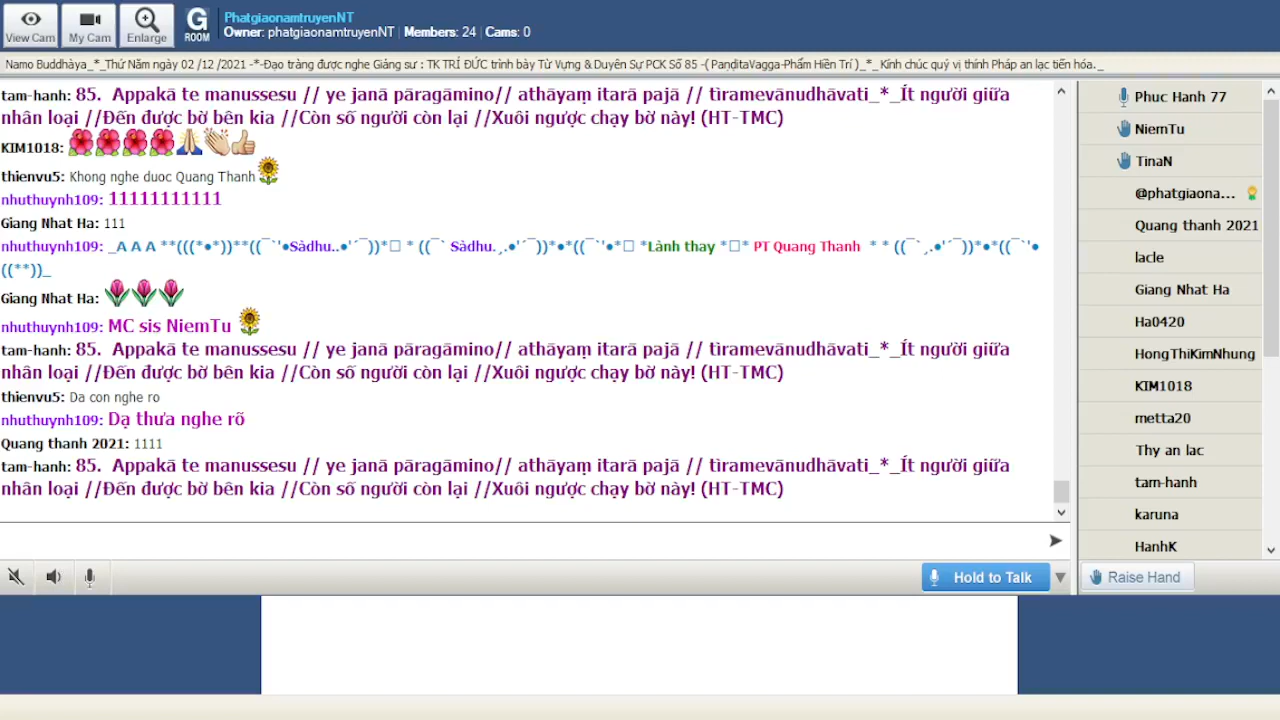 View Cam
My Cam
Enlarge
G
ROOM
PhatgiaonamtruyenNT
Owner: phatgiaonamtruyenNT | Members: 24 | Cams: 0
Namo Buddhàya_*_Thứ Năm ngày 02 /12 /2021 -*-Đạo tràng được nghe Giảng sư : TK TRÍ ĐỨC trình bày Từ Vựng & Duyên Sự PCK Số 85 -( PaṇḍitaVagga-Phẩm Hiền Trí )_*_ Kính chúc quý vị thính Pháp an lạc tiến hóa._
tam-hanh: 85. Appakā te manussesu // ye janā pāragāmino// athāyaṃ itarā pajā // tìramevānudhāvati_*_Ít người giữa
nhân loại //Đến được bờ bên kia //Còn số người còn lại //Xuôi ngược chạy bờ này! (HT-TMC)
KIM1018: 🌺🌺🌺🌺🙏👏👍
thienvu5: Khong nghe duoc Quang Thanh🌻
nhuthuynh109: 11111111111
Giang Nhat Ha: 111
nhuthuynh109: _A A A **(((*•*))**((¯`'•Sàdhu..•'´¯))*□ * ((¯` Sàdhu.¸.•'´¯))*•*((¯`'•*□ *Lành thay *□* PT Quang Thanh * * ((¯`¸.•'´¯))*•*((¯`'•
((**))_
Giang Nhat Ha: 🌷🌷🌷
nhuthuynh109: MC sis NiemTu 🌻
tam-hanh: 85. Appakā te manussesu // ye janā pāragāmino// athāyaṃ itarā pajā // tìramevānudhāvati_*_Ít người giữa
nhân loại //Đến được bờ bên kia //Còn số người còn lại //Xuôi ngược chạy bờ này! (HT-TMC)
thienvu5: Da con nghe ro
nhuthuynh109: Dạ thưa nghe rõ
Quang thanh 2021: 1111
tam-hanh: 85. Appakā te manussesu // ye janā pāragāmino// athāyaṃ itarā pajā // tìramevānudhāvati_*_Ít người giữa
nhân loại //Đến được bờ bên kia //Còn số người còn lại //Xuôi ngược chạy bờ này! (HT-TMC)
Hold to Talk
Phuc Hanh 77
NiemTu
TinaN
@phatgiaona...
Quang thanh 2021
lacle
Giang Nhat Ha
Ha0420
HongThiKimNhung
KIM1018
metta20
Thy an lac
tam-hanh
karuna
HanhK
Raise Hand